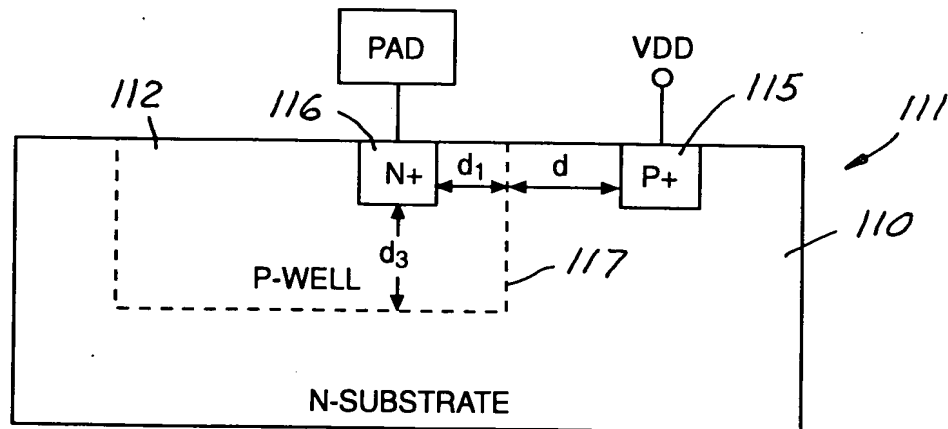 PAD
VDD
112
116
115
111
N+
d1
d
P+
110
d3
P-WELL
117
N-SUBSTRATE